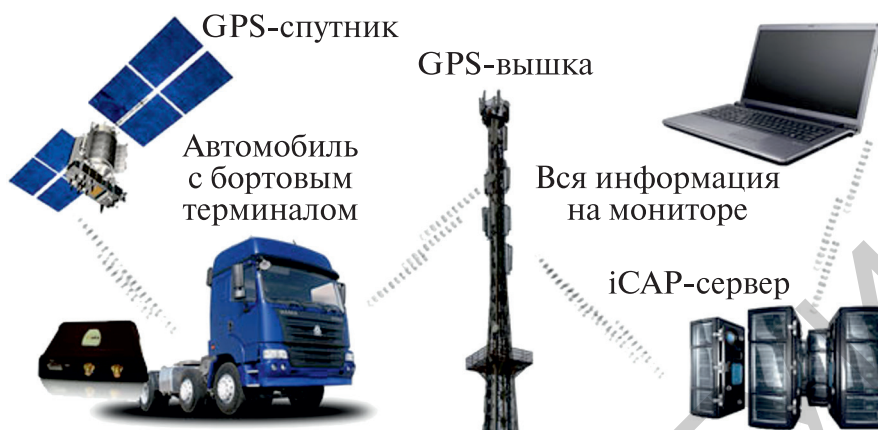 GPS-спутник
GPS-вышка
Автомобиль
с бортовым
терминалом
Вся информация
на мониторе
iCAP-сервер